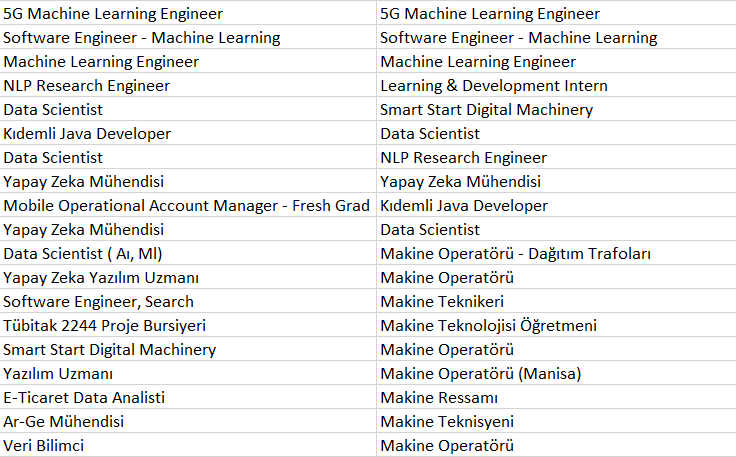 5G Machine Learning Engineer 5G Machine Learning Engineer
Software Engineer - Machine Learning Software Engineer - Machine Learning
Machine Learning Engineer Machine Learning Engineer
NLP Research Engineer Learning & Development Intern
Data Scientist Smart Start Digital Machinery
Kıdemli Java Developer Data Scientist
Data Scientist NLP Research Engineer
Yapay Zeka Mühendisi Yapay Zeka Mühendisi
Mobile Operational Account Manager - Fresh Grad Kıdemli Java Developer
Yapay Zeka Mühendisi Data Scientist
Data Scientist ( Aı, Ml) Makine Operatörü - Dağıtım Trafoları
Yapay Zeka Yazılım Uzmanı Makine Operatörü
Software Engineer, Search Makine Teknikeri
Tübitak 2244 Proje Bursiyeri Makine Teknolojisi Öğretmeni
Smart Start Digital Machinery Makine Operatörü
Yazılım Uzmanı Makine Operatörü (Manisa)
E-Ticaret Data Analisti Makine Ressamı
Ar-Ge Mühendisi Makine Teknisyeni
Veri Bilimci Makine Operatörü